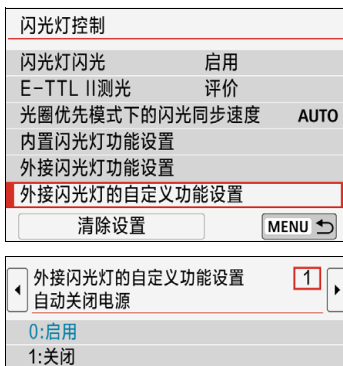 闪光灯控制
闪光灯闪光 启用
E-TTL II测光 评价
光圈优先模式下的闪光同步速度 AUTO
内置闪光灯功能设置
外接闪光灯功能设置
外接闪光灯的自定义功能设置
清除设置 MENU
外接闪光灯的自定义功能设置 1
自动关闭电源
0:启用
1:关闭